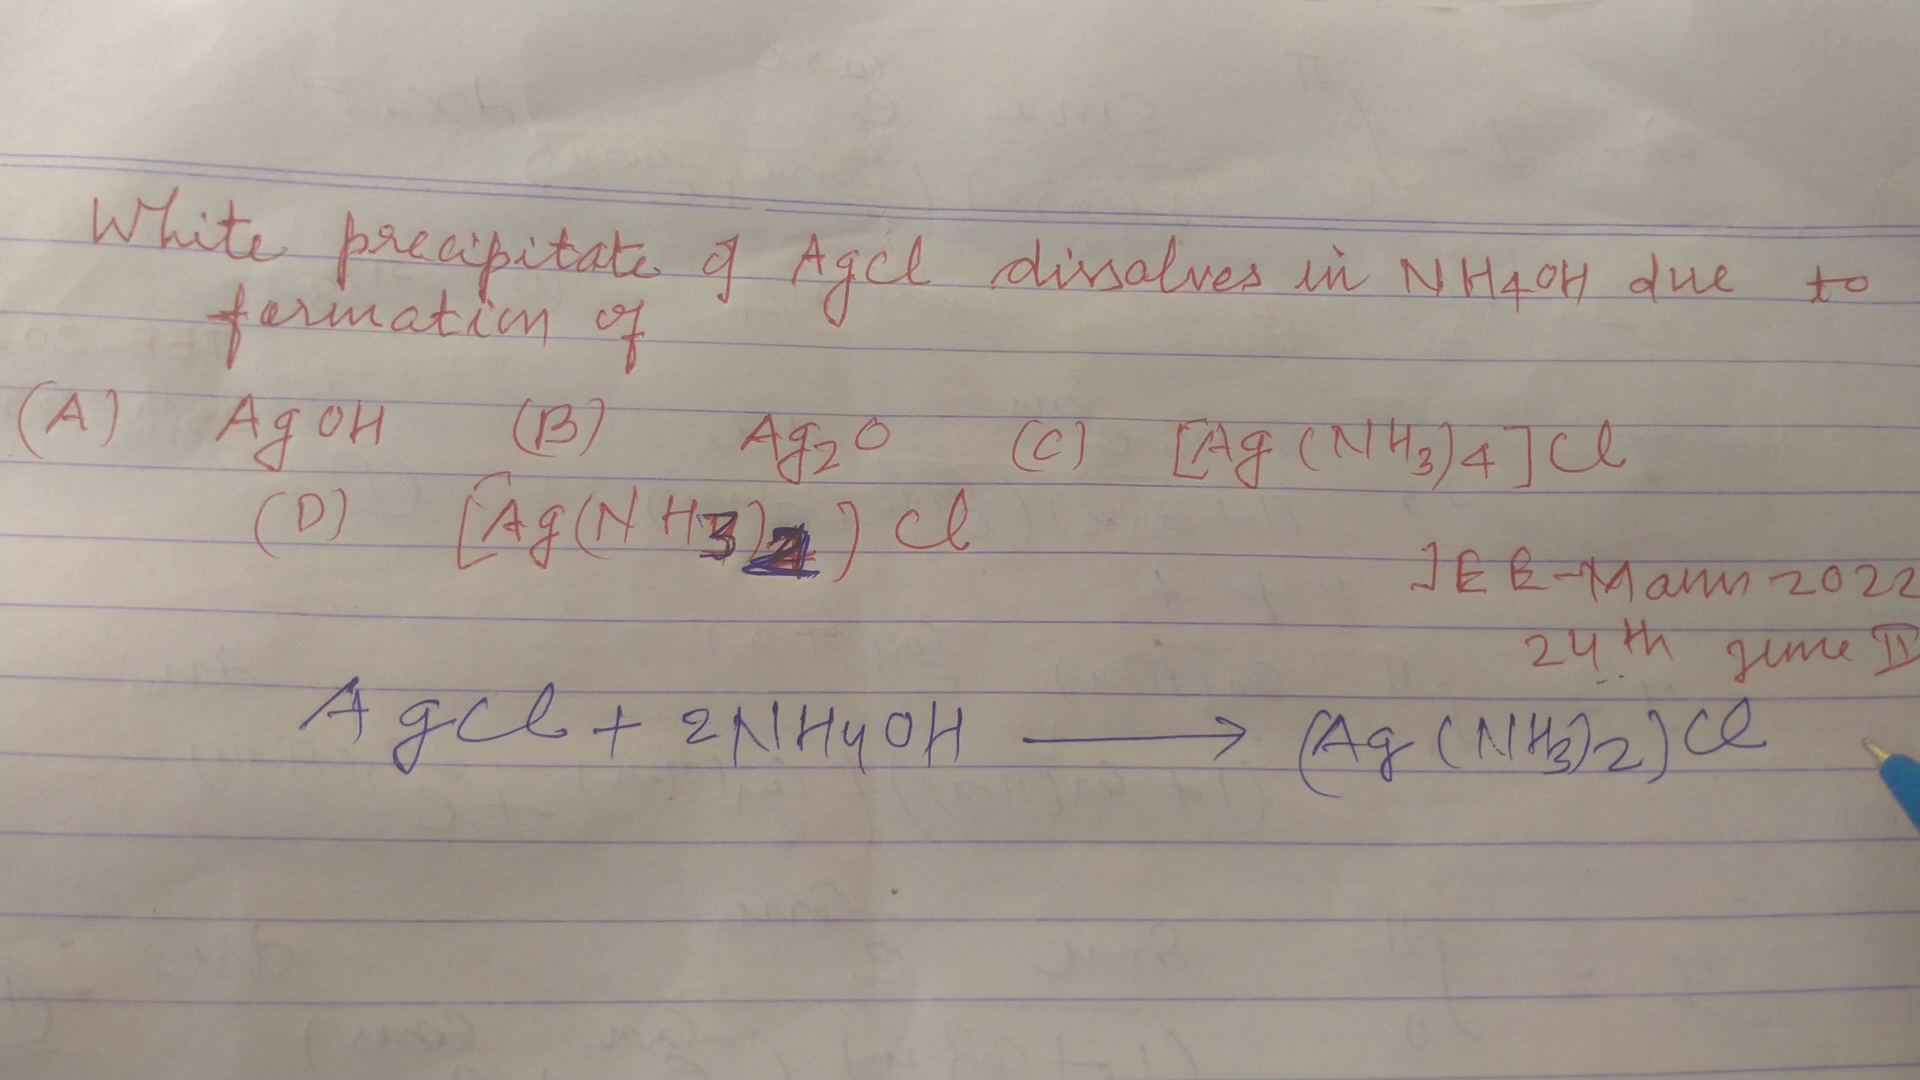 White precipitate of AgCl dissolves in NH4OH due to
formation of
(A) AgOH (B) Ag2O (C) [Ag(NH3)4]Cl
(D) [Ag(NH3)2]Cl
JEE-Mains 2022
24th June II
AgCl + 2NH4OH ⟶ (Ag(NH3)2)Cl